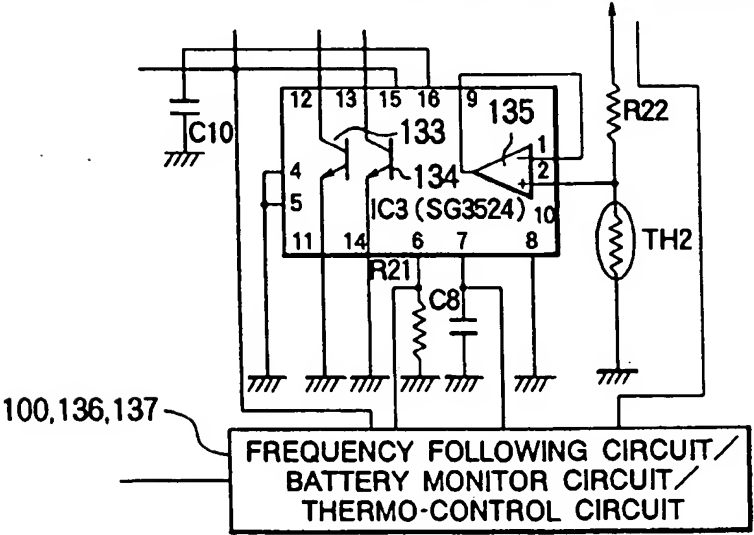 12 13 15 16 9
R22
C10
133
135
1
2
4
134
5
IC3 (SG3524) 10
TH2
11 14 6 7 8
R21
C8
100,136,137
FREQUENCY FOLLOWING CIRCUIT/
BATTERY MONITOR CIRCUIT/
THERMO-CONTROL CIRCUIT